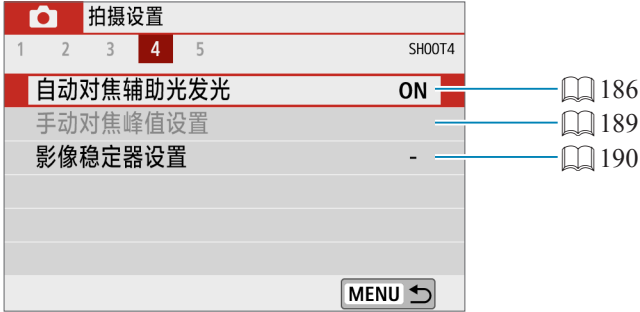 拍摄设置
1 2 3 4 5 SHOOT4
自动对焦辅助光发光 ON 186
手动对焦峰值设置 189
影像稳定器设置 - 190
MENU